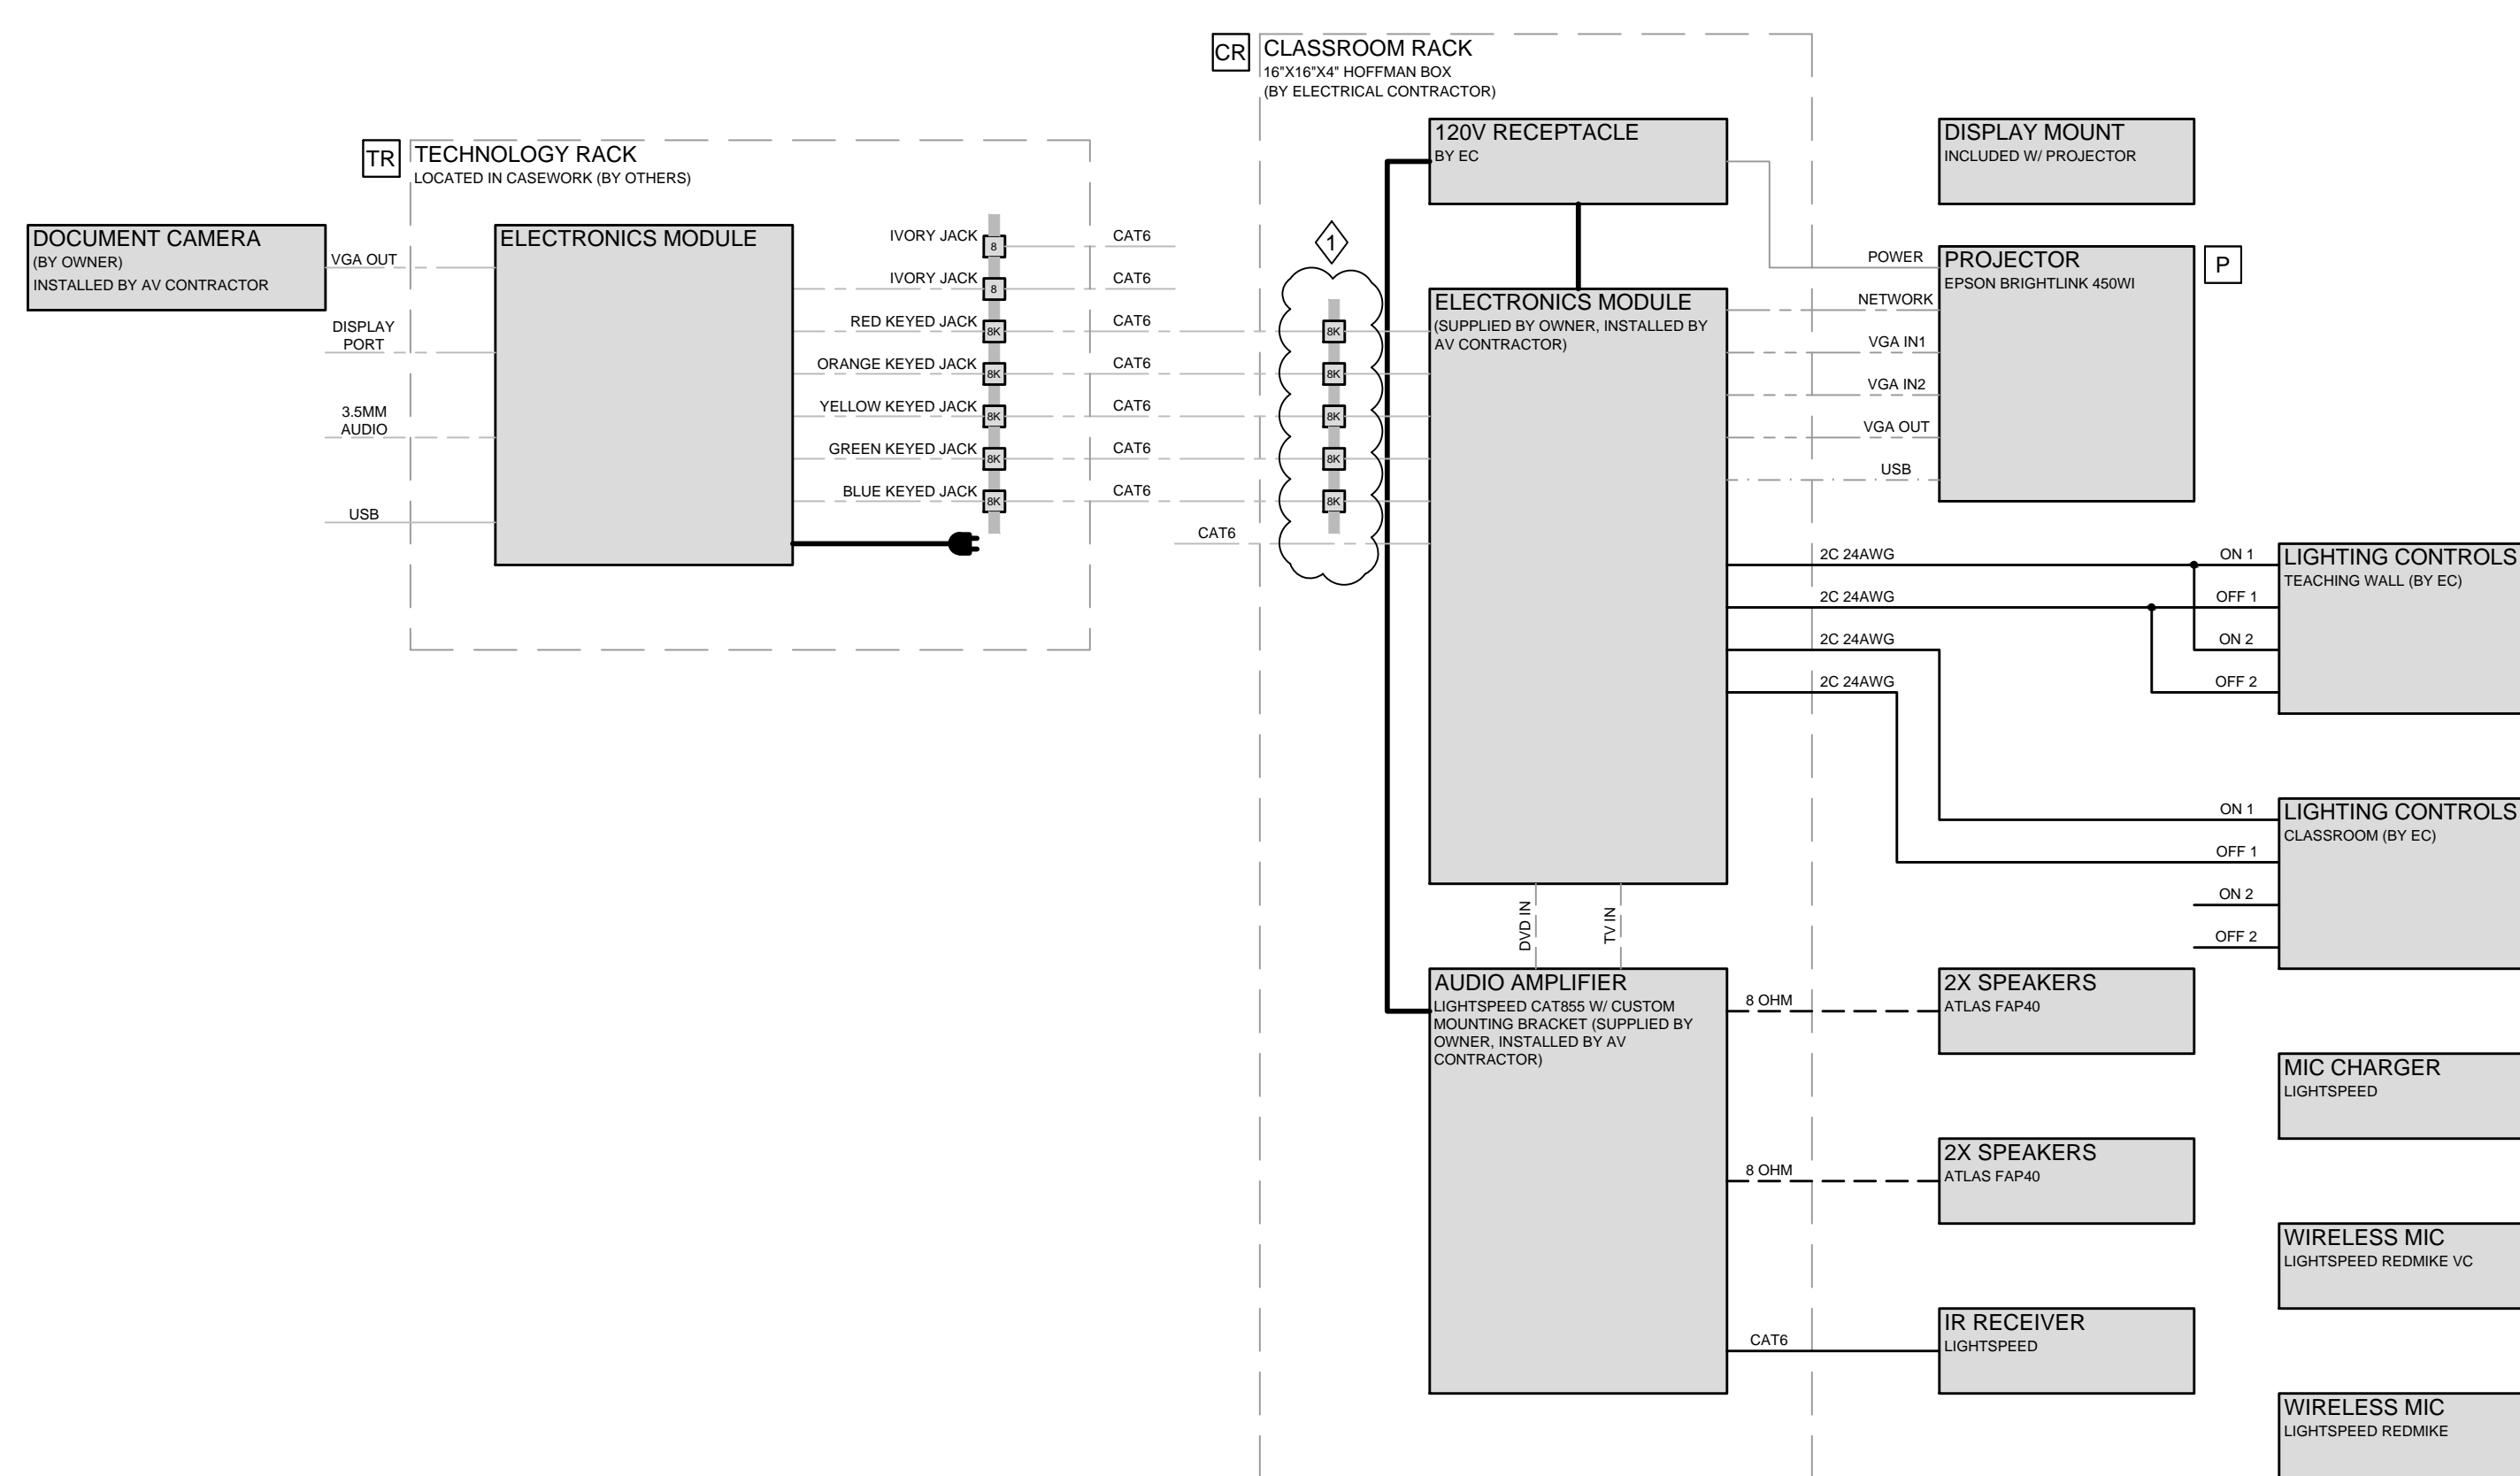 CR
CLASSROOM RACK
16"X16"X4" HOFFMAN BOX
(BY ELECTRICAL CONTRACTOR)
TR
TECHNOLOGY RACK
LOCATED IN CASEWORK (BY OTHERS)
DOCUMENT CAMERA
(BY OWNER)
INSTALLED BY AV CONTRACTOR
VGA OUT
DISPLAY
PORT
3.5MM
AUDIO
USB
ELECTRONICS MODULE
IVORY JACK
8
CAT6
IVORY JACK
8
CAT6
RED KEYED JACK
8K
CAT6
ORANGE KEYED JACK
8K
CAT6
YELLOW KEYED JACK
8K
CAT6
GREEN KEYED JACK
8K
CAT6
BLUE KEYED JACK
8K
CAT6
CAT6
1
8K
8K
8K
8K
8K
120V RECEPTACLE
BY EC
ELECTRONICS MODULE
(SUPPLIED BY OWNER, INSTALLED BY
AV CONTRACTOR)
DISPLAY MOUNT
INCLUDED W/ PROJECTOR
POWER
NETWORK
VGA IN1
VGA IN2
VGA OUT
USB
PROJECTOR
EPSON BRIGHTLINK 450WI
P
2C 24AWG
2C 24AWG
2C 24AWG
2C 24AWG
ON 1
OFF 1
ON 2
OFF 2
LIGHTING CONTROLS
TEACHING WALL (BY EC)
ON 1
OFF 1
ON 2
OFF 2
LIGHTING CONTROLS
CLASSROOM (BY EC)
DVD IN
TV IN
AUDIO AMPLIFIER
LIGHTSPEED CAT855 W/ CUSTOM
MOUNTING BRACKET (SUPPLIED BY
OWNER, INSTALLED BY AV
CONTRACTOR)
8 OHM
2X SPEAKERS
ATLAS FAP40
MIC CHARGER
LIGHTSPEED
8 OHM
2X SPEAKERS
ATLAS FAP40
WIRELESS MIC
LIGHTSPEED REDMIKE VC
CAT6
IR RECEIVER
LIGHTSPEED
WIRELESS MIC
LIGHTSPEED REDMIKE